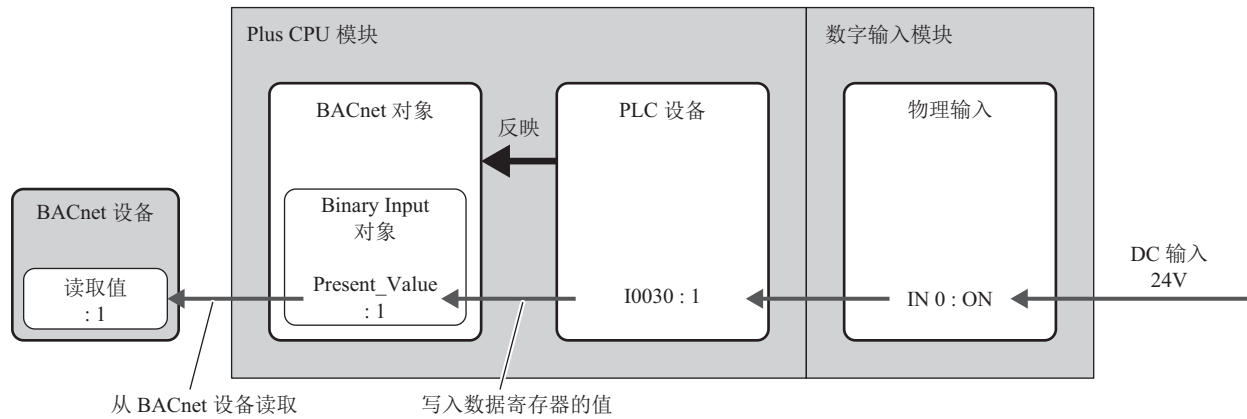 Plus CPU 模块
数字输入模块
BACnet 对象
反映
PLC 设备
物理输入
BACnet 设备
Binary Input
对象
读取值
: 1
Present_Value
: 1
I0030 : 1
IN 0 : ON
DC 输入
24V
从 BACnet 设备读取
写入数据寄存器的值